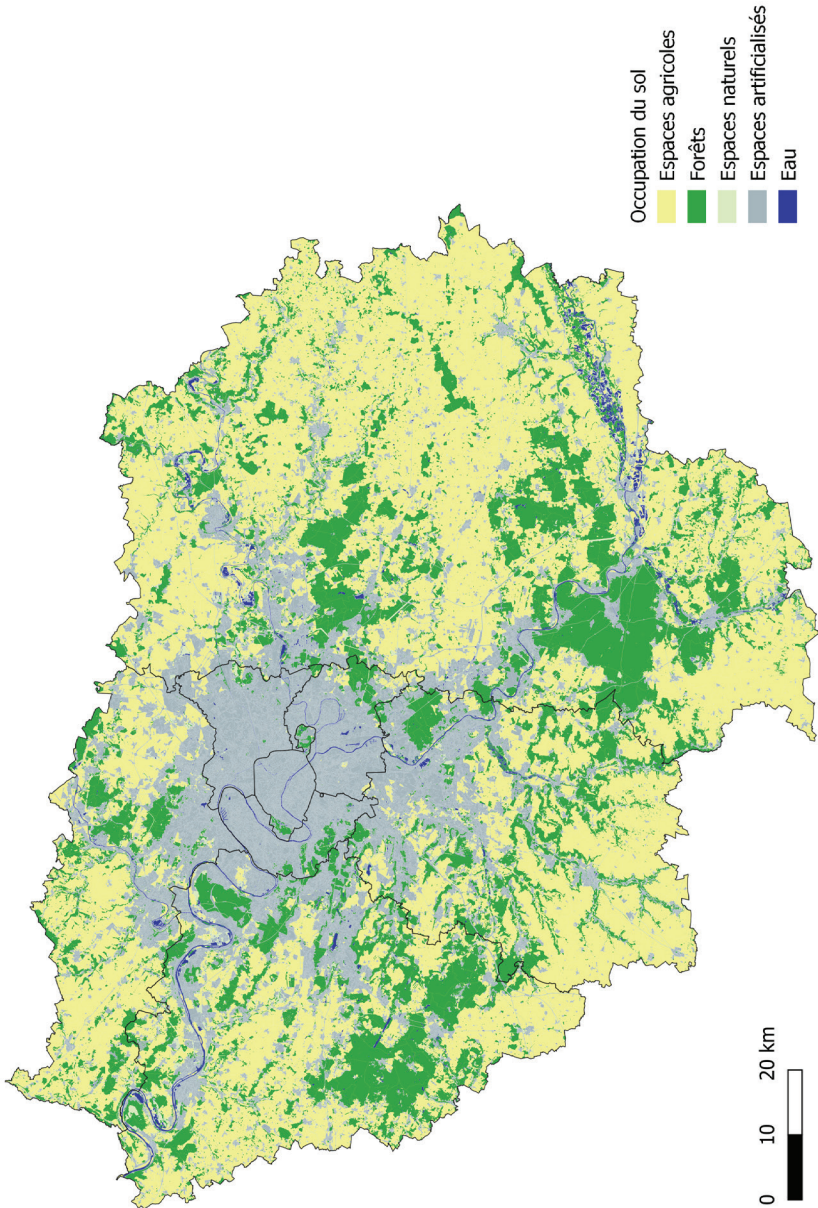 Occupation du sol
Espaces agricoles
Forêts
Espaces naturels
Espaces artificialisés
Eau
0 10 20 km